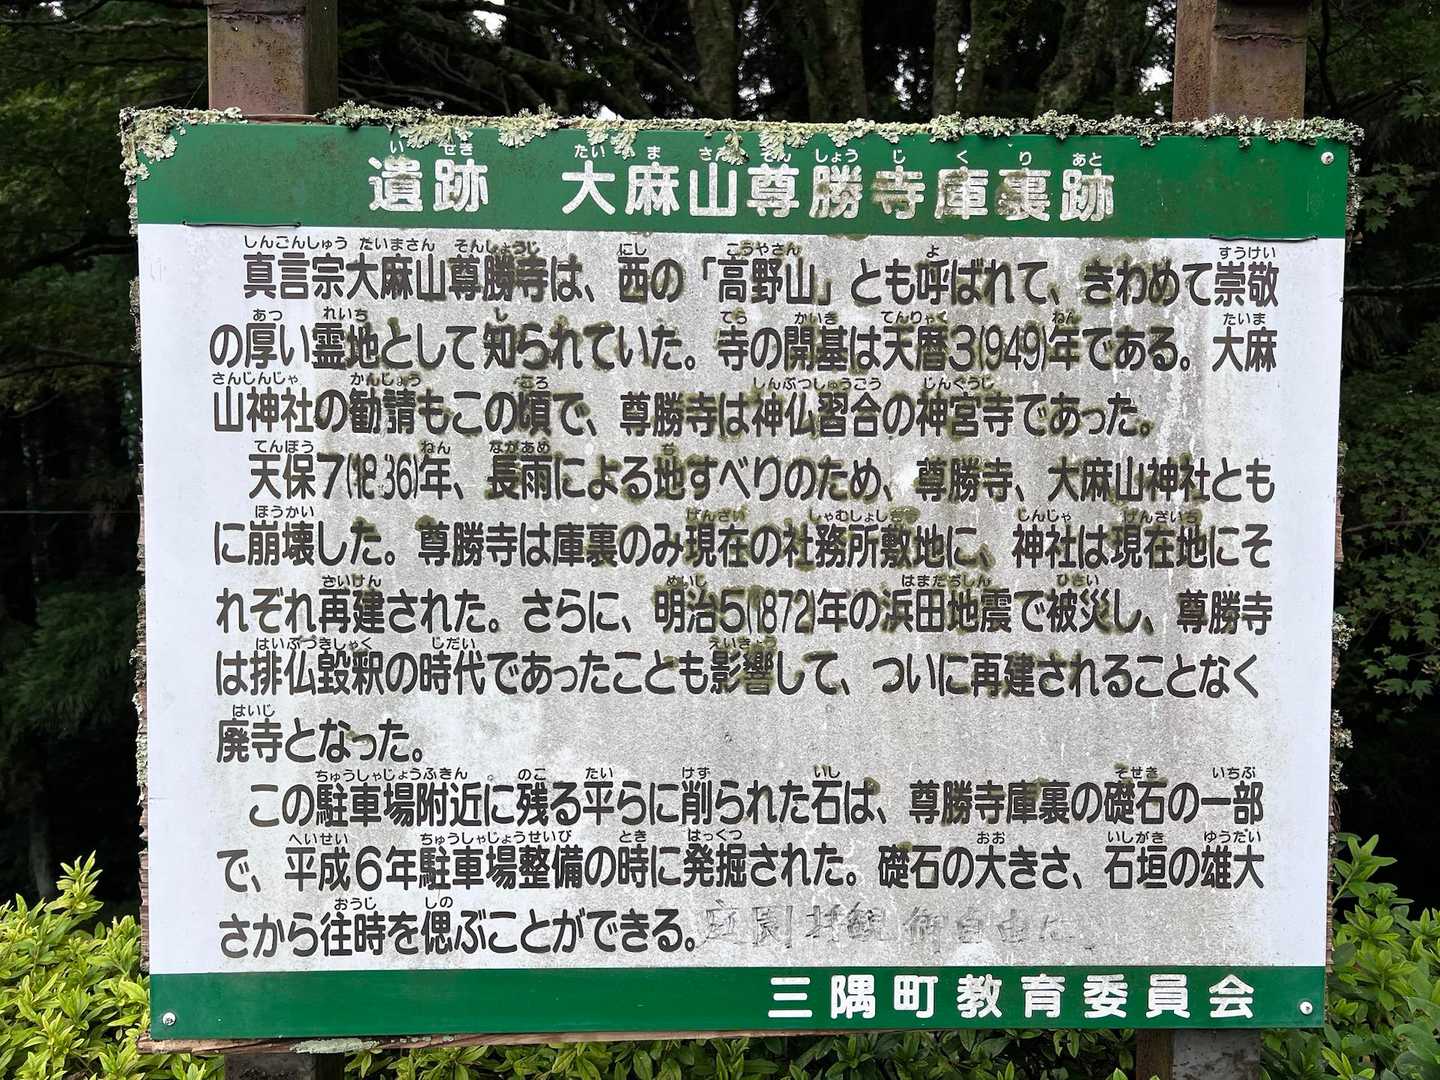 遺跡　大麻山尊勝寺庫裏跡
真言宗大麻山尊勝寺は、西の「高野山」とも呼ばれて、きわめて崇敬
の厚い霊地として知られていた。寺の開基は天暦3(949)年である。大麻
山神社の勧請もこの頃で、尊勝寺は神仏習合の神宮寺であった。
天保7(1836)年、長雨による地すべりのため、尊勝寺、大麻山神社とも
に崩壊した。尊勝寺は庫裏のみ現在の社務所敷地に、神社は現在地にそ
れぞれ再建された。さらに、明治5(1872)年の浜田地震で被災し、尊勝寺
は排仏毀釈の時代であったことも影響して、ついに再建されることなく
廃寺となった。
この駐車場附近に残る平らに削られた石は、尊勝寺庫裏の礎石の一部
で、平成6年駐車場整備の時に発掘された。礎石の大きさ、石垣の雄大
さから往時を偲ぶことができる。庭園拝観御自由に
三隅町教育委員会